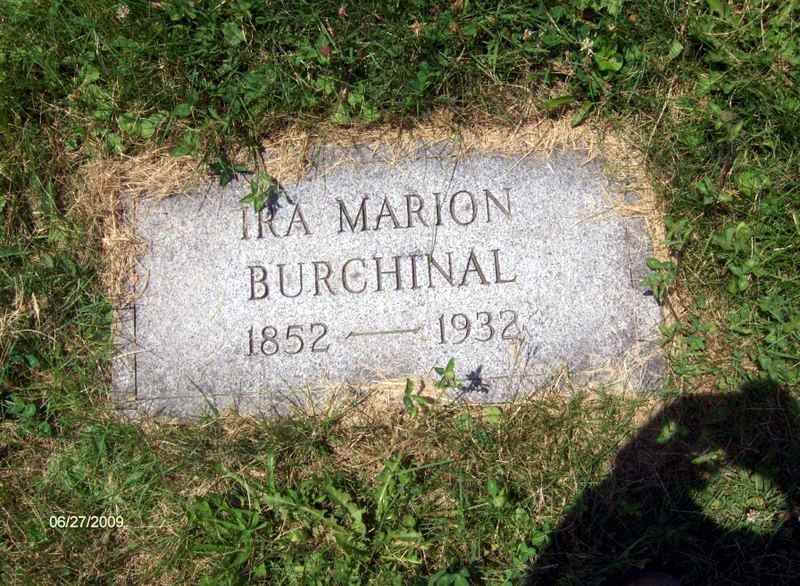 IRA MARION
BURCHINAL
1852 — 1932
06/27/2009